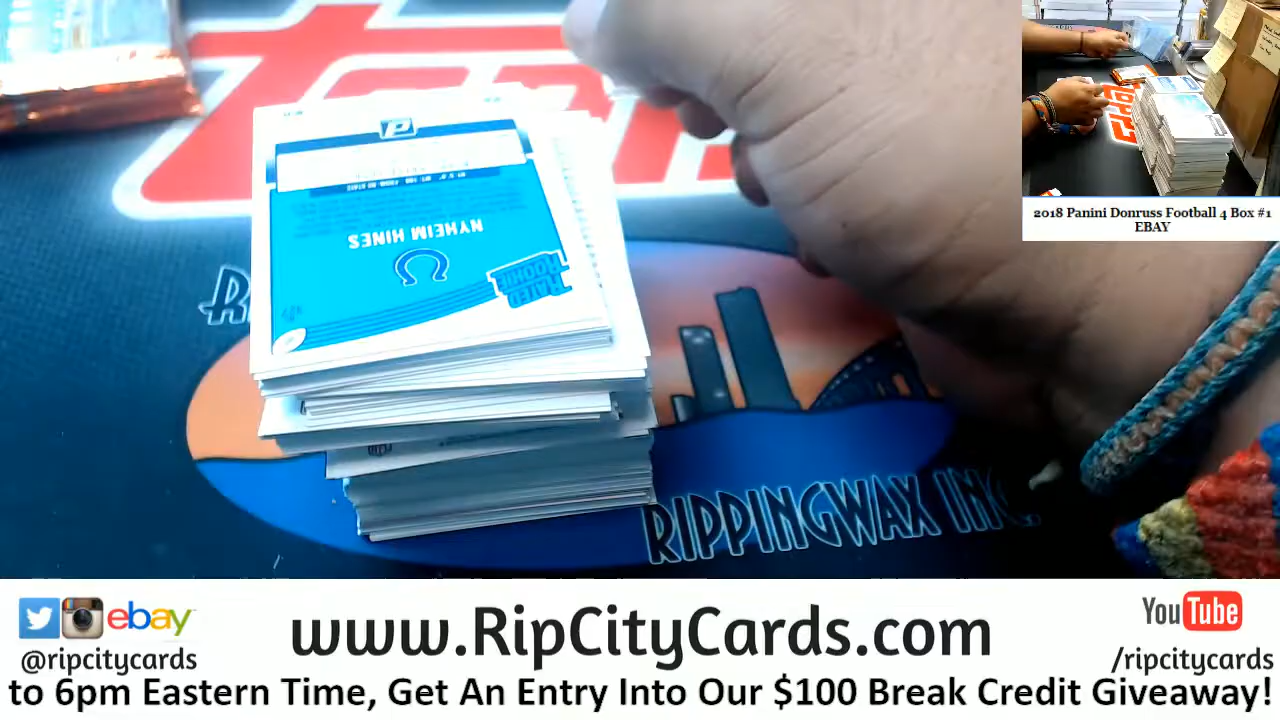 2018 Panini Donruss Football 4 Box #1
EBAY
P
NYHEIM HINES
RATED
ROOKIE
RIPPINGWAX INC.
ebay
www.RipCityCards.com
YouTube
@ripcitycards
/ripcitycards
to 6pm Eastern Time, Get An Entry Into Our $100 Break Credit Giveaway!